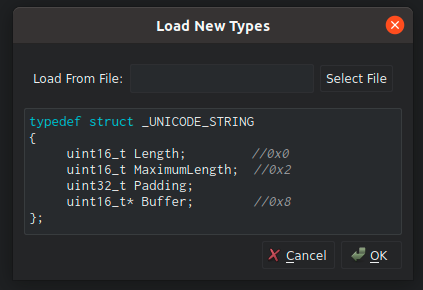 Load New Types
Load From File:
Select File
typedef struct _UNICODE_STRING
{
uint16_t Length; //0x0
uint16_t MaximumLength; //0x2
uint32_t Padding;
uint16_t* Buffer; //0x8
};
Cancel
OK